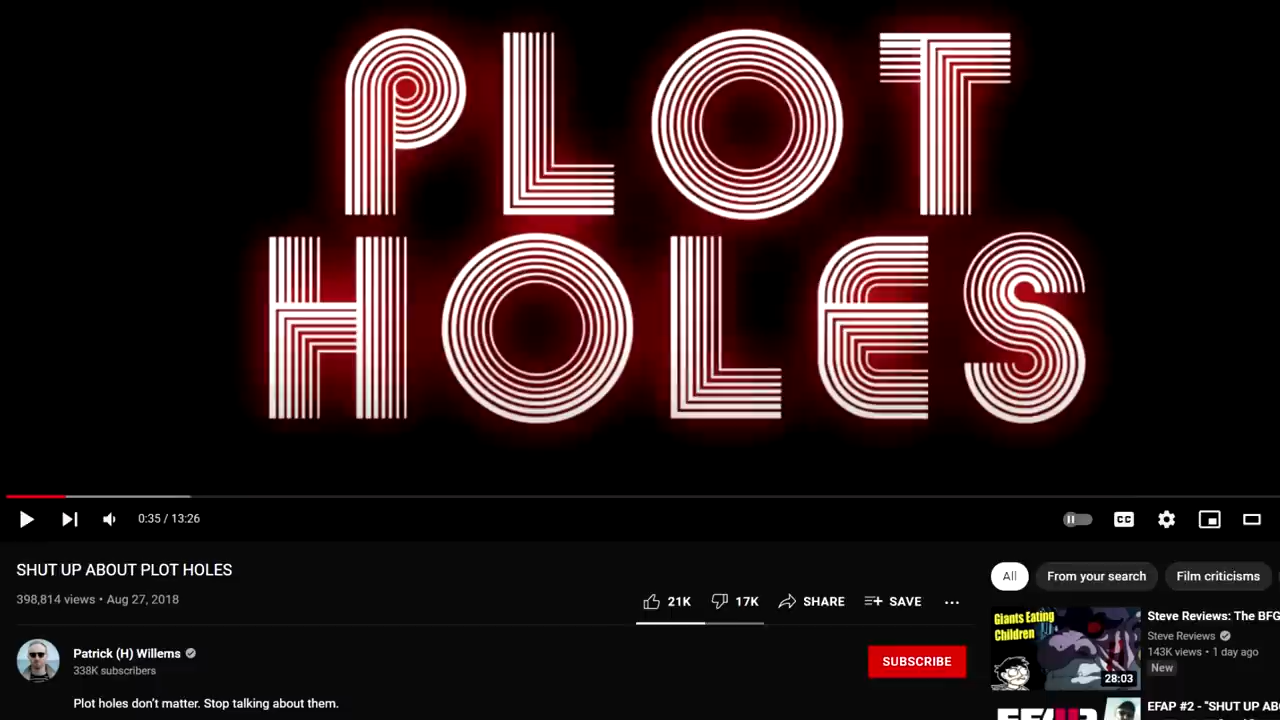 PLOT
HOLES
0:35 / 13:26
CC
SHUT UP ABOUT PLOT HOLES
398,814 views • Aug 27, 2018
21K
17K
SHARE
SAVE
Patrick (H) Willems
338K subscribers
SUBSCRIBE
Plot holes don't matter. Stop talking about them.
All
From your search
Film criticisms
Giants Eating
Children
28:03
Steve Reviews: The BFG
Steve Reviews
143K views • 1 day ago
New
EFAP #2 - "SHUT UP AB